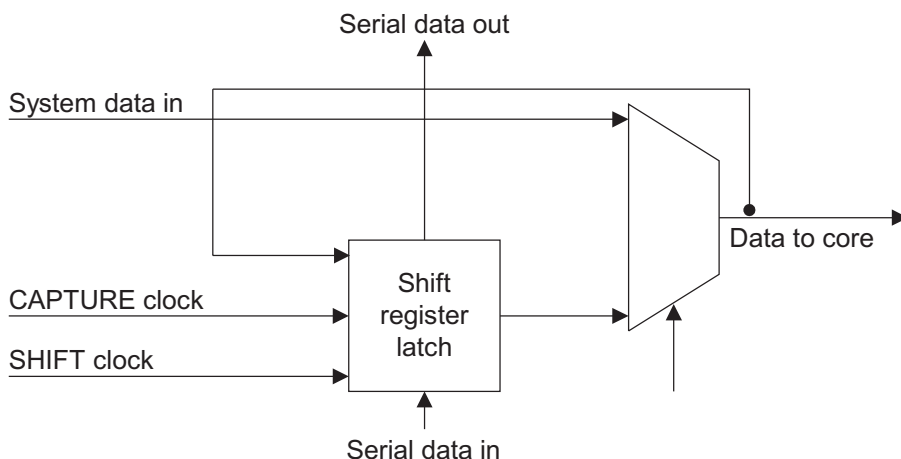 Serial data out
System data in
Data to core
Shift
register
latch
CAPTURE clock
SHIFT clock
Serial data in